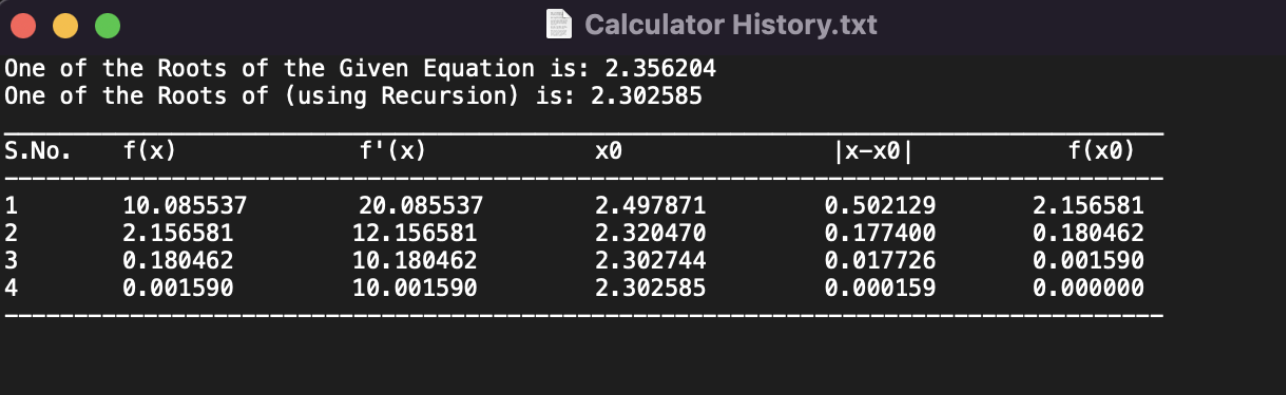 Calculator History.txt
One of the Roots of the Given Equation is: 2.356204
One of the Roots of (using Recursion) is: 2.302585
S.No. f(x) f'(x) x0 |x-x0| f(x0)
1 10.085537 20.085537 2.497871 0.502129 2.156581
2 2.156581 12.156581 2.320470 0.177400 0.180462
3 0.180462 10.180462 2.302744 0.017726 0.001590
4 0.001590 10.001590 2.302585 0.000159 0.000000